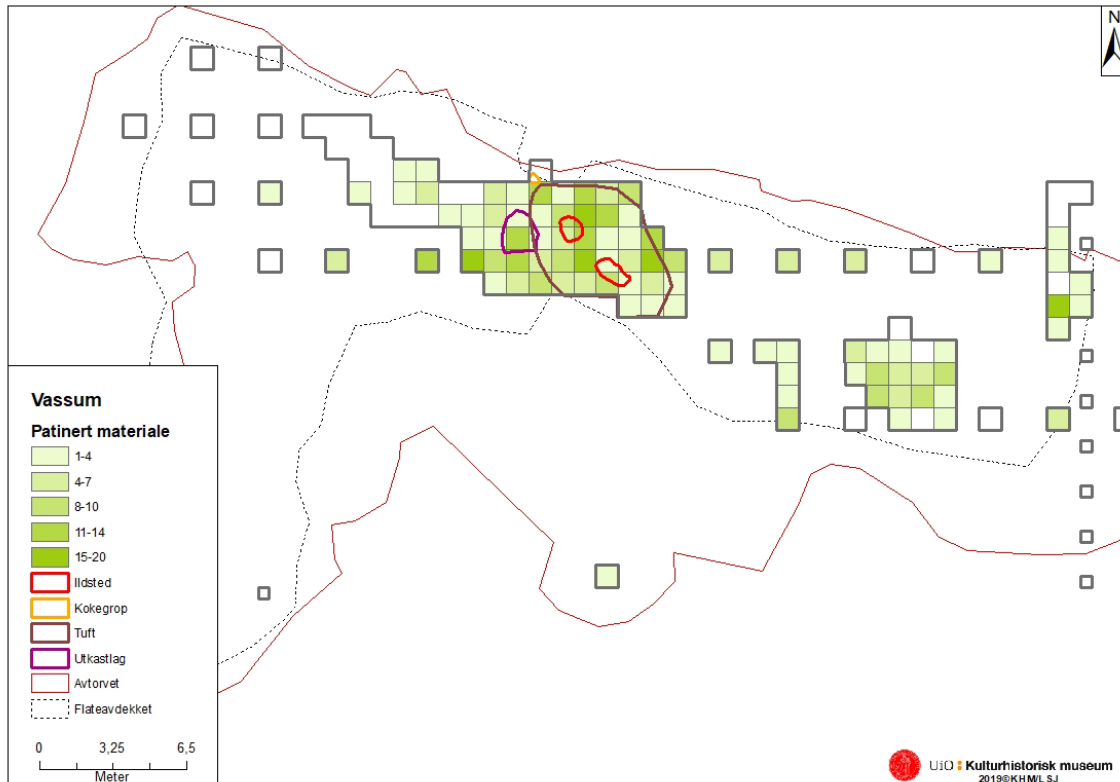 N
Vassum
Patinert materiale
1-4
4-7
8-10
11-14
15-20
Ildsted
Kokegrop
Tuft
Utkastlag
Avtorvet
Flateavdekket
0 3,25 6,5
Meter
UiO : Kulturhistorisk museum
2019©KHM/LSJ